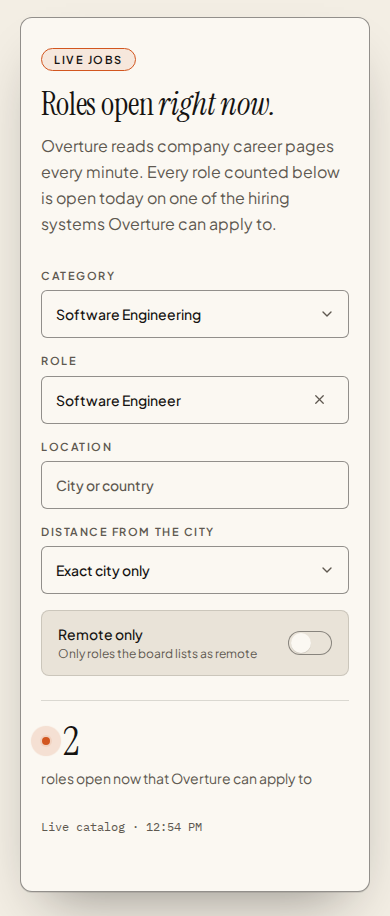 LIVE JOBS
Roles open right now.
Overture reads company career pages
every minute. Every role counted below
is open today on one of the hiring
systems Overture can apply to.
CATEGORY
Software Engineering
ROLE
Software Engineer
LOCATION
City or country
DISTANCE FROM THE CITY
Exact city only
Remote only
Only roles the board lists as remote
2
roles open now that Overture can apply to
Live catalog · 12:54 PM